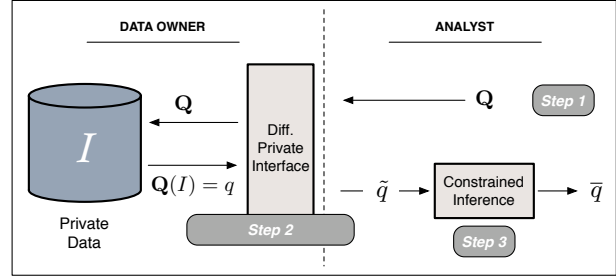 DATA OWNER
ANALYST
Q
Q
Step 1
I
Diff.
Private
Interface
Q(I) = q
q̃
Constrained
Inference
q̅
Private
Data
Step 2
Step 3